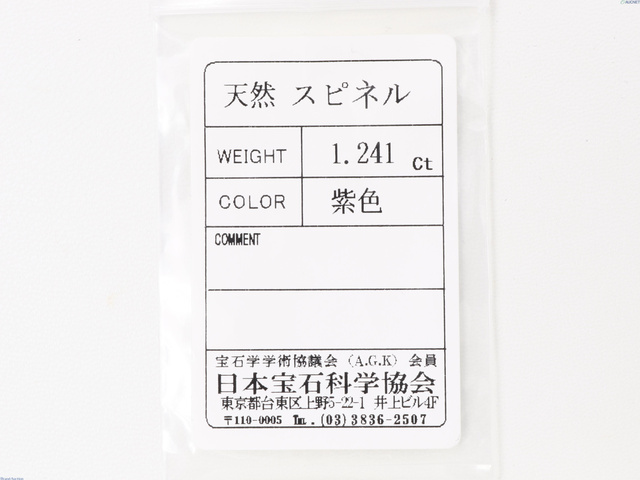 天然 スピネル
WEIGHT 1.241 Ct
COLOR 紫色
COMMENT
宝石学学術協議会（A.G.K）会員
日本宝石科学協会
東京都台東区上野5-22-1 井上ビル4F
〒110-0005 TEL.(03)3836-2507